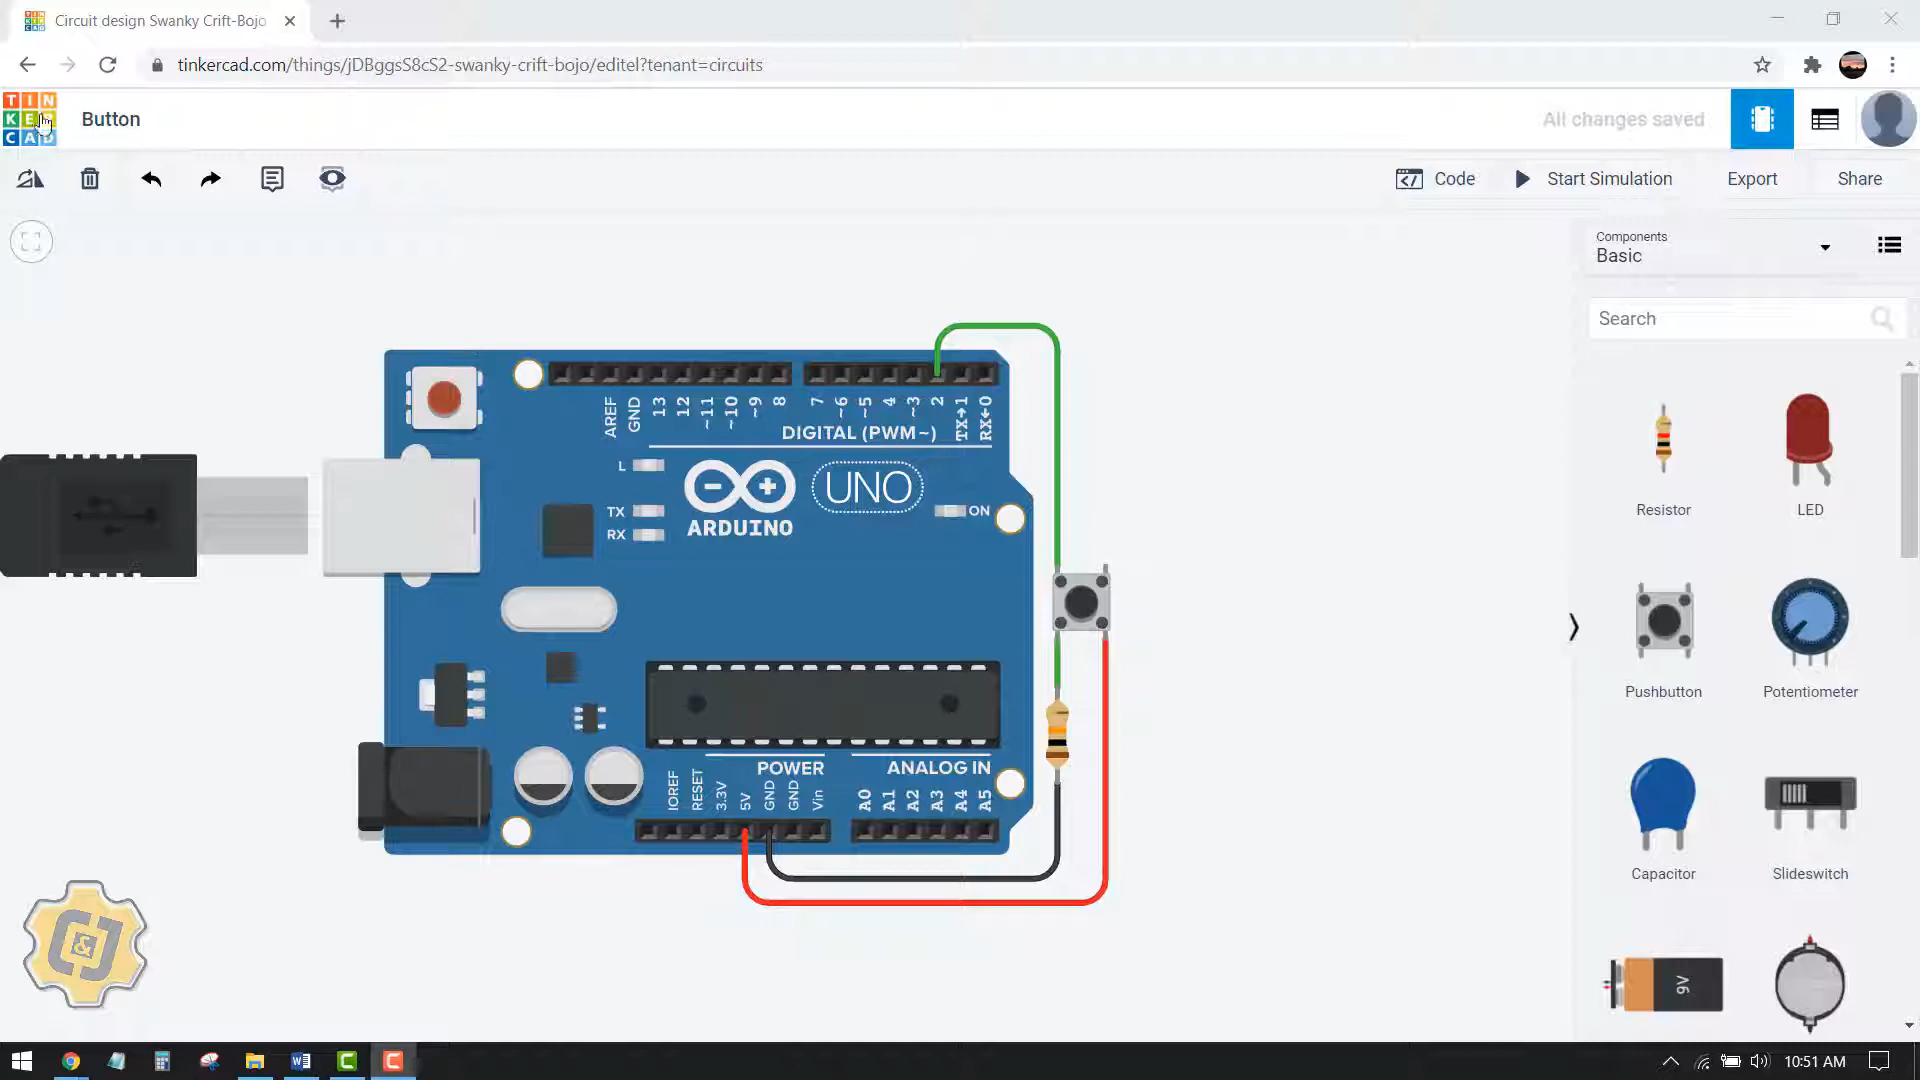 Circuit design Swanky Crift-Bojo
tinkercad.com/things/jDBggsS8cS2-swanky-crift-bojo/editel?tenant=circuits
TIN
KER
CAD
Button
All changes saved
Code
Start Simulation
Export
Share
Components
Basic
Search
AREF
GND
13
12
~11
~10
~9
8
7
~6
~5
4
~3
2
TX→1
RX←0
DIGITAL (PWM~)
L
TX
RX
ARDUINO
UNO
ON
POWER
ANALOG IN
IOREF
RESET
3.3V
5V
GND
GND
Vin
A0
A1
A2
A3
A4
A5
Resistor
LED
Pushbutton
Potentiometer
Capacitor
Slideswitch
9V
C&J
10:51 AM